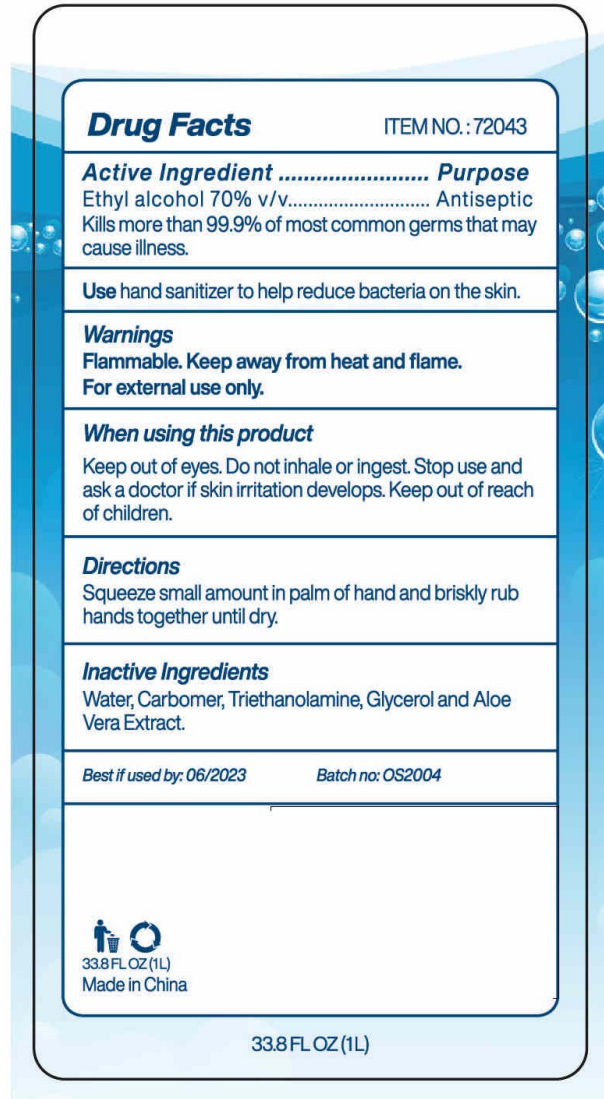 Drug Facts ITEM NO. : 72043
Active Ingredient ........................ Purpose
Ethyl alcohol 70% v/v............................ Antiseptic
Kills more than 99.9% of most common germs that may
cause illness.
Use hand sanitizer to help reduce bacteria on the skin.
Warnings
Flammable. Keep away from heat and flame.
For external use only.
When using this product
Keep out of eyes. Do not inhale or ingest. Stop use and
ask a doctor if skin irritation develops. Keep out of reach
of children.
Directions
Squeeze small amount in palm of hand and briskly rub
hands together until dry.
Inactive Ingredients
Water, Carbomer, Triethanolamine, Glycerol and Aloe
Vera Extract.
Best if used by: 06/2023 Batch no: OS2004
33.8 FL OZ (1L)
Made in China
33.8 FL OZ (1L)